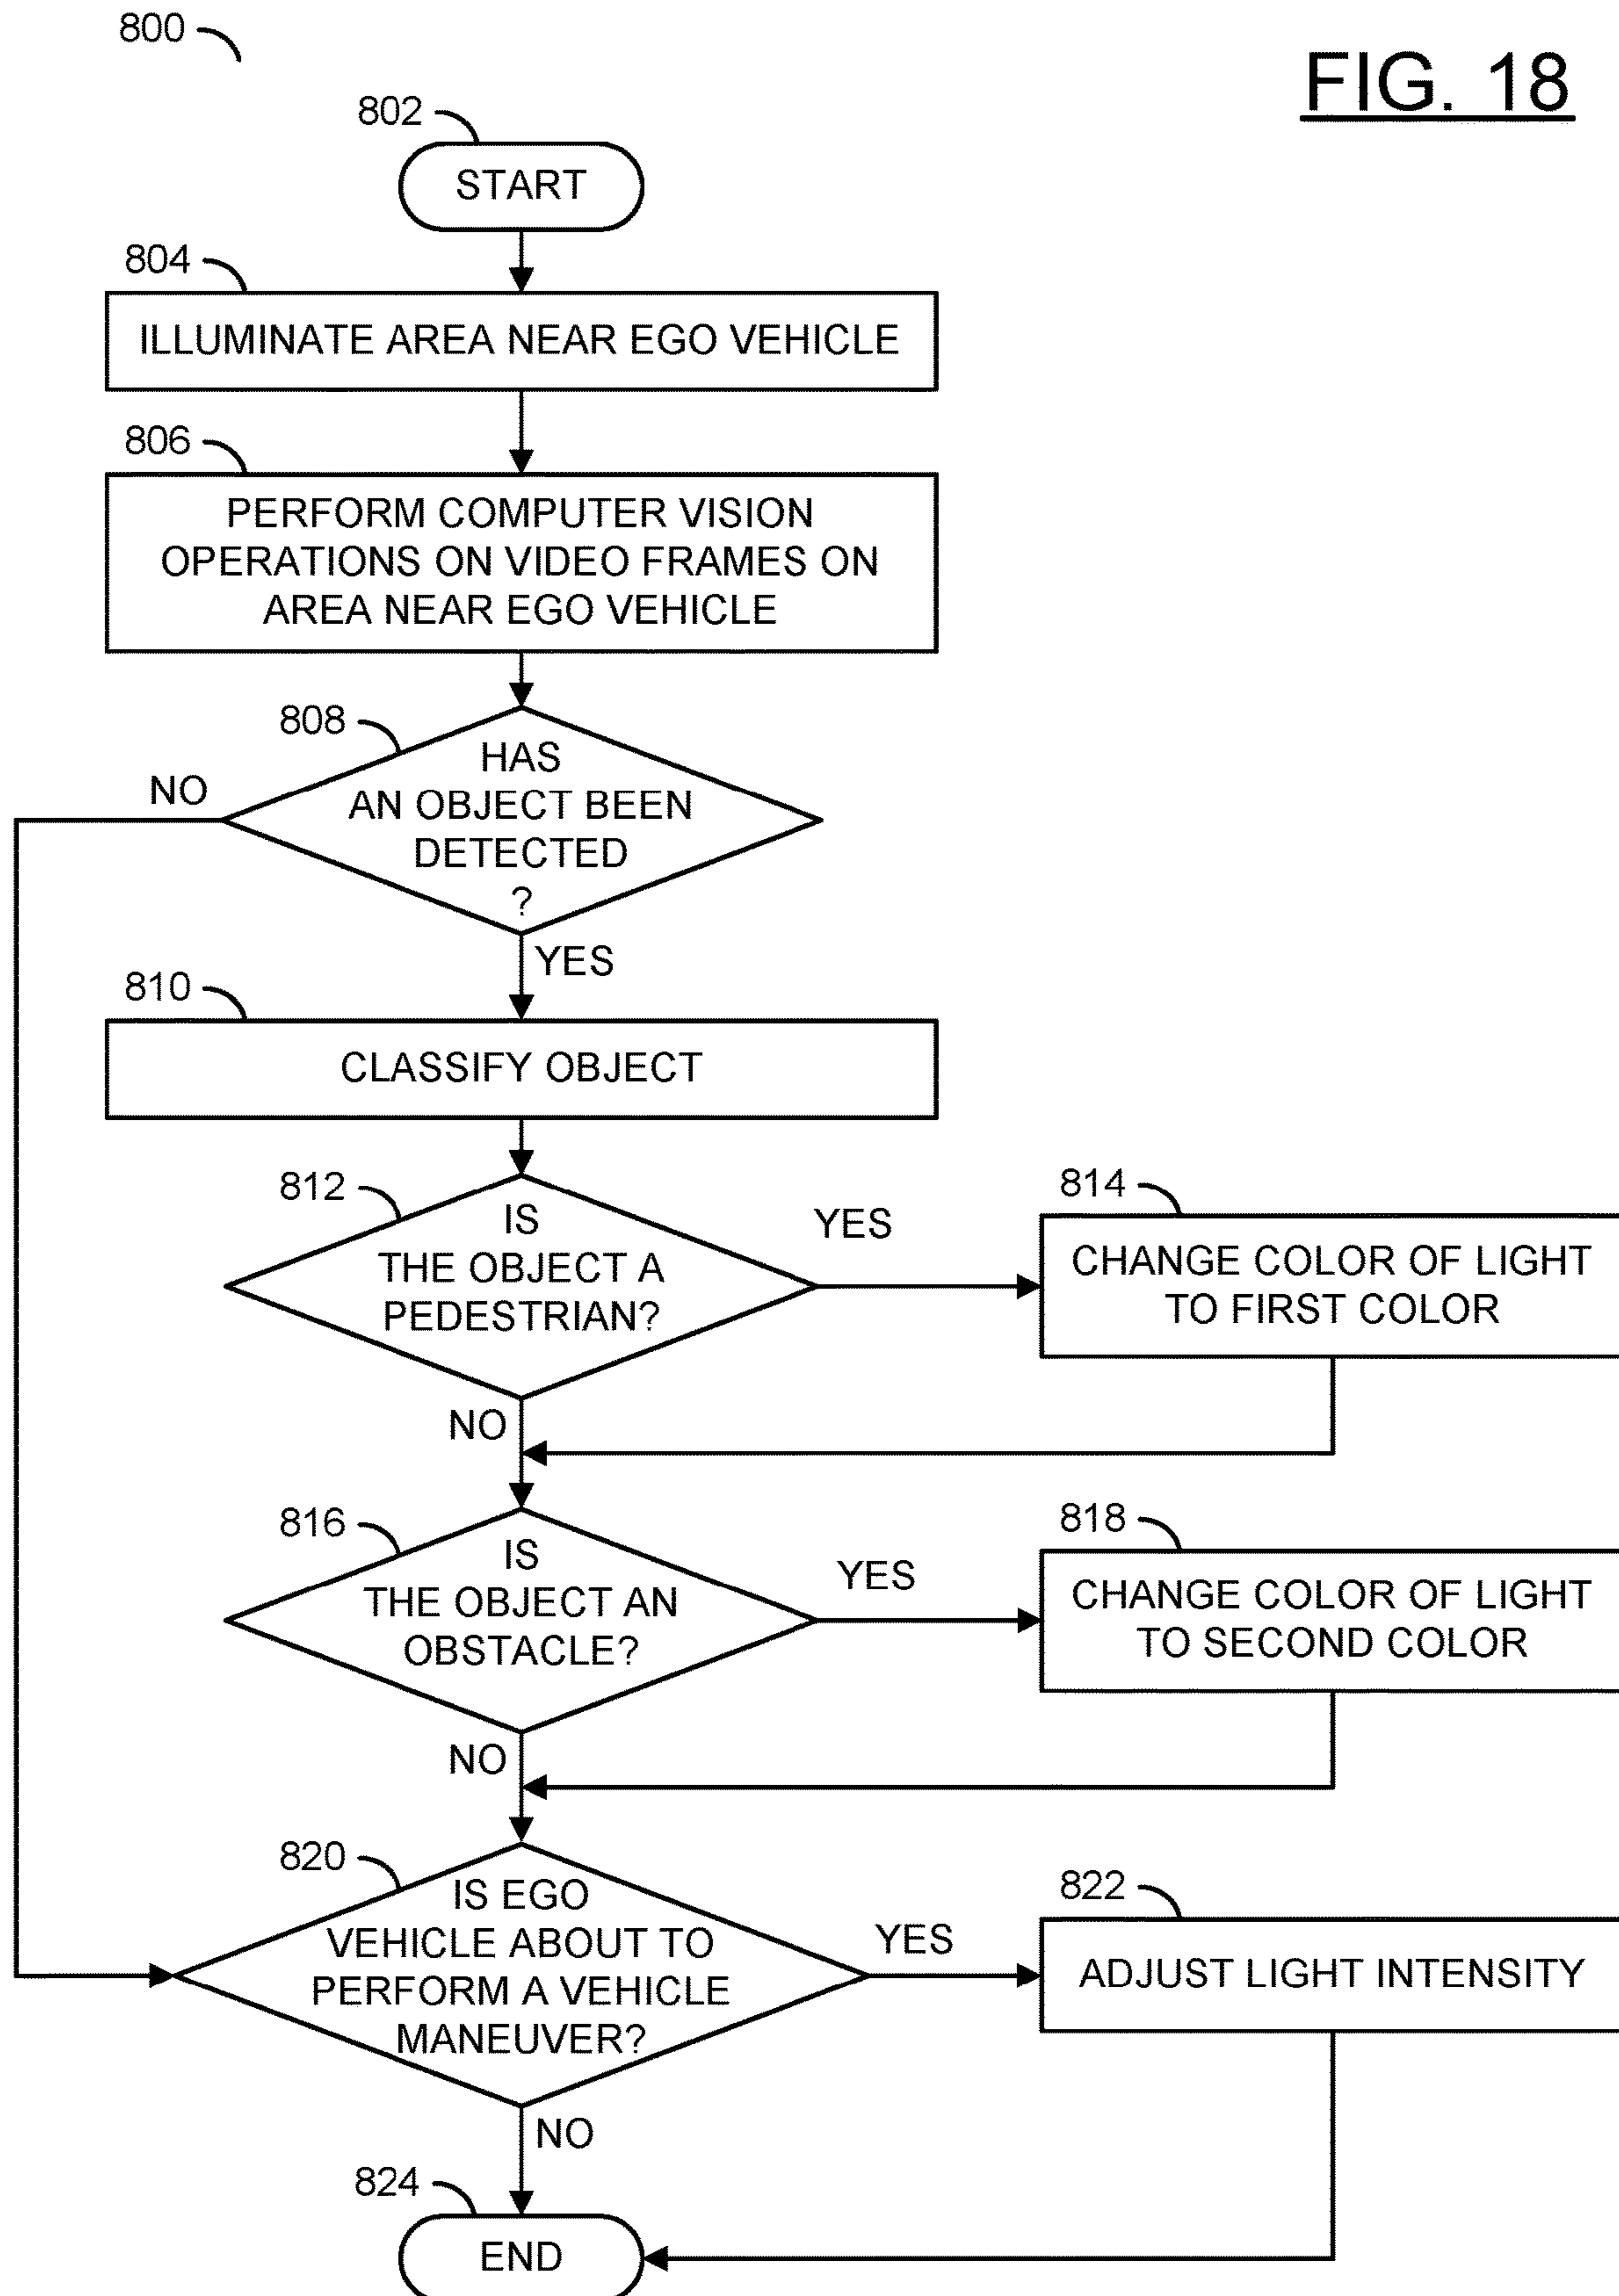 800
FIG. 18
802
START
804
ILLUMINATE AREA NEAR EGO VEHICLE
806
PERFORM COMPUTER VISION
OPERATIONS ON VIDEO FRAMES ON
AREA NEAR EGO VEHICLE
808
HAS
AN OBJECT BEEN
DETECTED
?
NO
YES
810
CLASSIFY OBJECT
812
IS
THE OBJECT A
PEDESTRIAN?
YES
814
CHANGE COLOR OF LIGHT
TO FIRST COLOR
NO
816
IS
THE OBJECT AN
OBSTACLE?
YES
818
CHANGE COLOR OF LIGHT
TO SECOND COLOR
NO
820
IS EGO
VEHICLE ABOUT TO
PERFORM A VEHICLE
MANEUVER?
YES
822
ADJUST LIGHT INTENSITY
NO
824
END